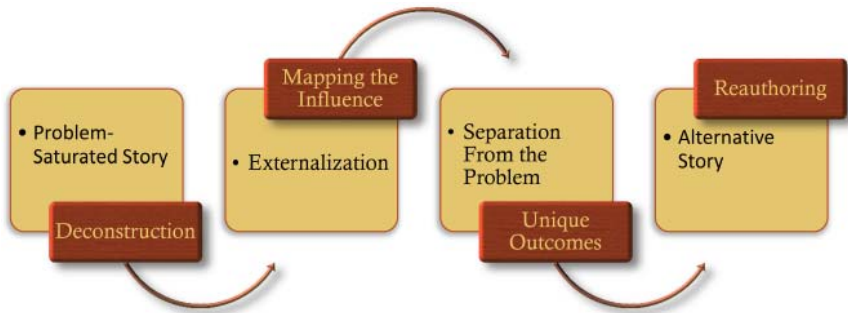 • Problem-
Saturated Story
Deconstruction
Mapping the
Influence
• Externalization
• Separation
From the
Problem
Unique
Outcomes
Reauthoring
• Alternative
Story